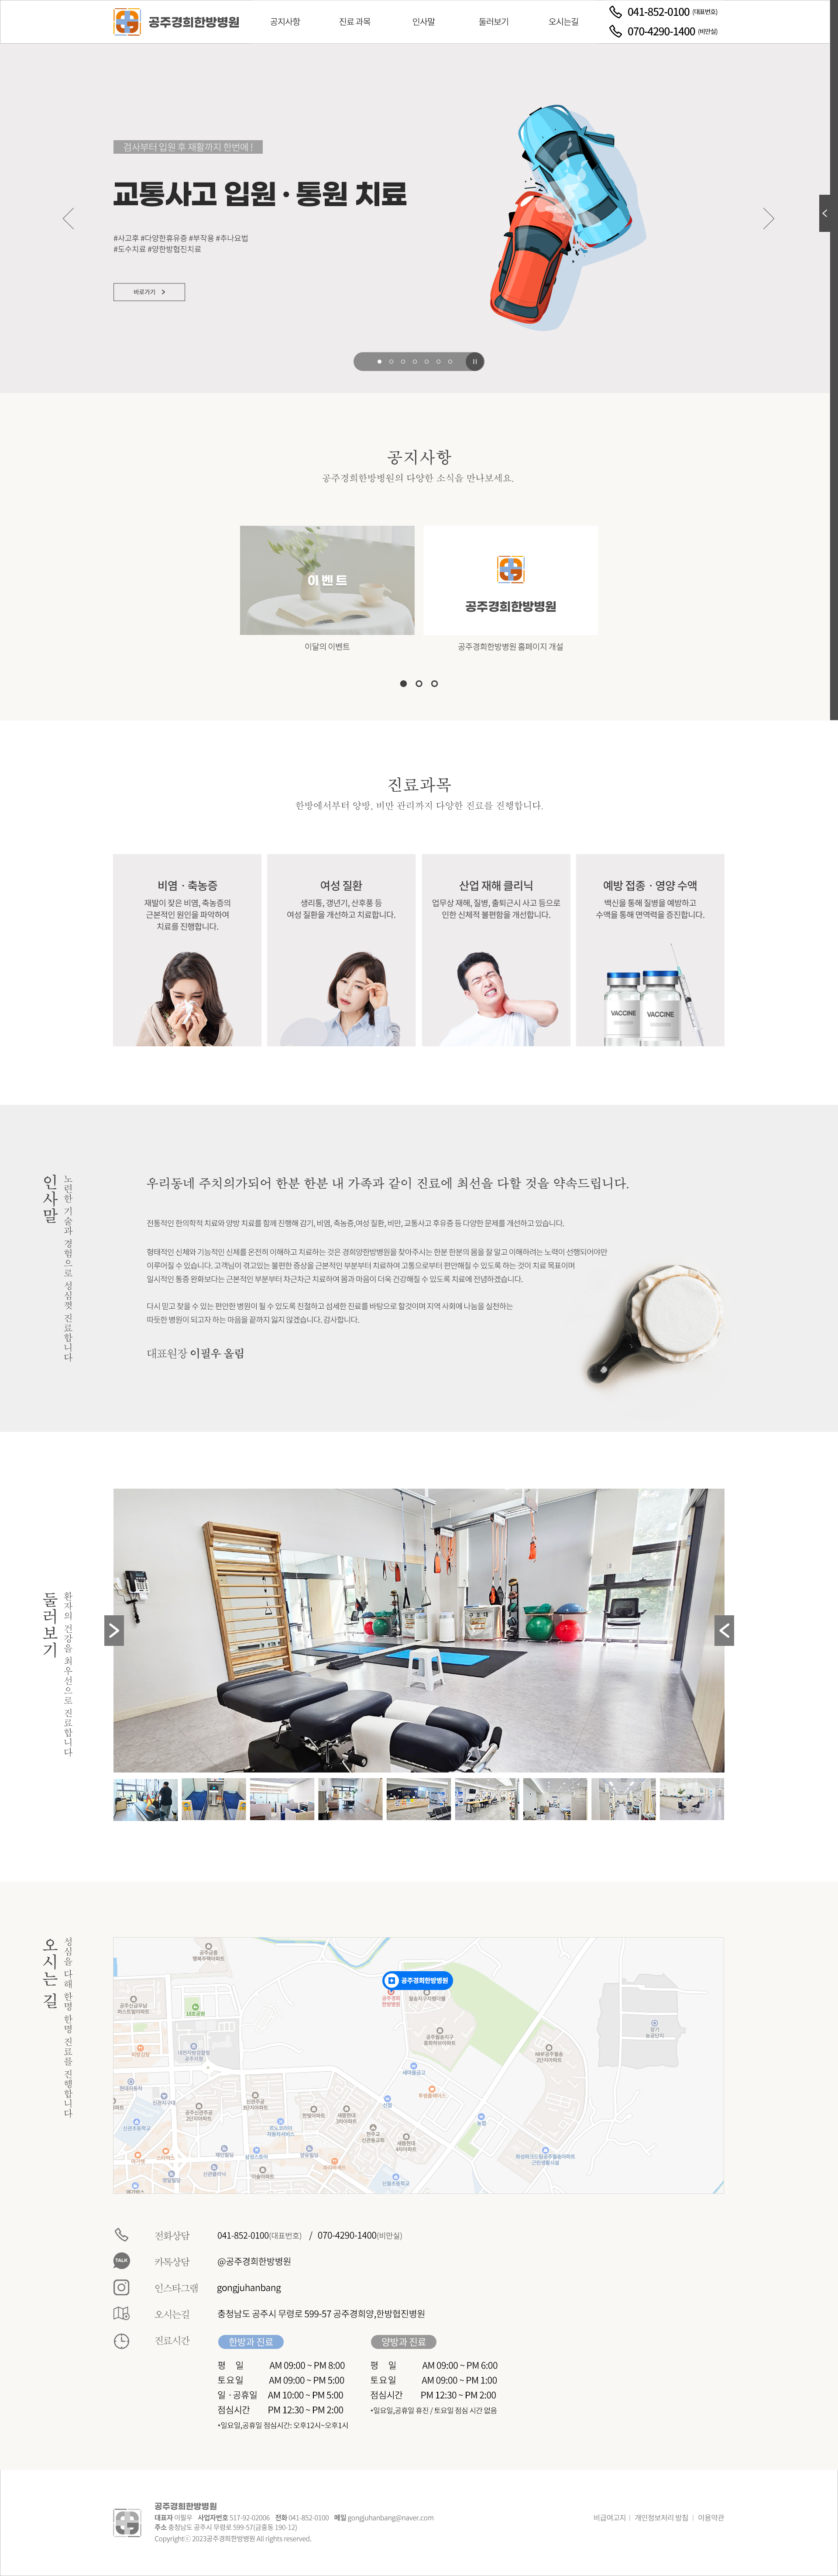 공주경희한방병원
공지사항
진료 과목
인사말
둘러보기
오시는길
041-852-0100 (대표번호)
070-4290-1400 (비만실)
검사부터 입원 후 재활까지 한번에 !
교통사고 입원 · 통원 치료
#사고후 #다양한휴유증 #부작용 #추나요법
#도수치료 #양한방협진치료
바로가기
공지사항
공주경희한방병원의 다양한 소식을 만나보세요.
이벤트
공주경희한방병원
이달의 이벤트
공주경희한방병원 홈페이지 개설
진료과목
한방에서부터 양방, 비만 관리까지 다양한 진료를 진행합니다.
비염 · 축농증
재발이 잦은 비염, 축농증의
근본적인 원인을 파악하여
치료를 진행합니다.
여성 질환
생리통, 갱년기, 산후풍 등
여성 질환을 개선하고 치료합니다.
산업 재해 클리닉
업무상 재해, 질병, 출퇴근시 사고 등으로
인한 신체적 불편함을 개선합니다.
예방 접종 · 영양 수액
백신을 통해 질병을 예방하고
수액을 통해 면역력을 증진합니다.
VACCINE
VACCINE
인사말
노련한 기술과 경험으로 성심껏 진료합니다
우리동네 주치의가되어 한분 한분 내 가족과 같이 진료에 최선을 다할 것을 약속드립니다.
전통적인 한의학적 치료와 양방 치료를 함께 진행해 감기, 비염, 축농증,여성 질환, 비만, 교통사고 후유증 등 다양한 문제를 개선하고 있습니다.
형태적인 신체와 기능적인 신체를 온전히 이해하고 치료하는 것은 경희양한방병원을 찾아주시는 한분 한분의 몸을 잘 알고 이해하려는 노력이 선행되어야만
이루어질 수 있습니다. 고객님이 겪고있는 불편한 증상을 근본적인 부분부터 치료하여 고통으로부터 편안해질 수 있도록 하는 것이 치료 목표이며
일시적인 통증 완화보다는 근본적인 부분부터 차근차근 치료하여 몸과 마음이 더욱 건강해질 수 있도록 치료에 전념하겠습니다.
다시 믿고 찾을 수 있는 편안한 병원이 될 수 있도록 친절하고 섬세한 진료를 바탕으로 할것이며 지역 사회에 나눔을 실천하는
따듯한 병원이 되고자 하는 마음을 끝까지 잃지 않겠습니다. 감사합니다.
대표원장 이필우 올림
둘러보기
환자의 건강을 최우선으로 진료합니다
오시는 길
성심을 다해 한명 한명 진료를 진행합니다
공주경희한방병원
공주경희
한방병원
전화상담
041-852-0100(대표번호) / 070-4290-1400(비만실)
TALK
카톡상담
@공주경희한방병원
인스타그램
gongjuhanbang
오시는길
충청남도 공주시 무령로 599-57 공주경희양,한방협진병원
진료시간
한방과 진료
평 일 AM 09:00 ~ PM 8:00
토요일 AM 09:00 ~ PM 5:00
일 · 공휴일 AM 10:00 ~ PM 5:00
점심시간 PM 12:30 ~ PM 2:00
*일요일,공휴일 점심시간: 오후12시~오후1시
양방과 진료
평 일 AM 09:00 ~ PM 6:00
토요일 AM 09:00 ~ PM 1:00
점심시간 PM 12:30 ~ PM 2:00
*일요일,공휴일 휴진 / 토요일 점심 시간 없음
공주경희한방병원
대표자 이필우 사업자번호 517-92-02006 전화 041-852-0100 메일 gongjuhanbang@naver.com
주소 충청남도 공주시 무령로 599-57(금흥동 190-12)
Copyrightⓒ 2023공주경희한방병원 All rights reserved.
비급여고지 | 개인정보처리 방침 | 이용약관